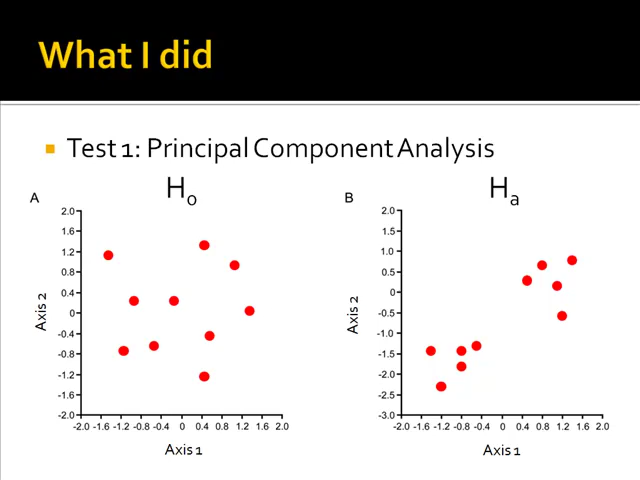 What I did
Test 1: Principal Component Analysis
A
H0
2.0
1.6
1.2
0.8
0.4
0
-0.4
-0.8
-1.2
-1.6
-2.0
Axis 2
-2.0 -1.6 -1.2 -0.8 -0.4 0 0.4 0.8 1.2 1.6 2.0
Axis 1
B
Ha
2.0
1.5
1.0
0.5
0
-0.5
-1.0
-1.5
-2.0
-2.5
-3.0
Axis 2
-2.0 -1.6 -1.2 -0.8 -0.4 0 0.4 0.8 1.2 1.6 2.0
Axis 1